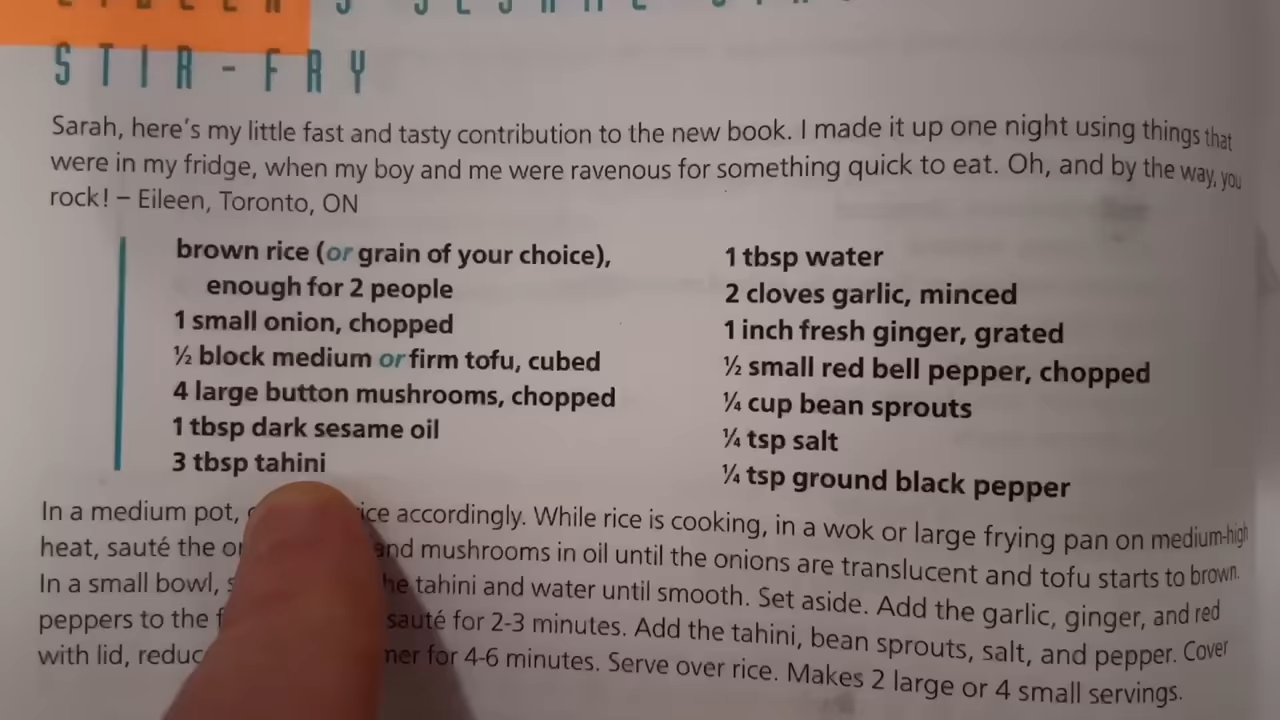 STIR-FRY
Sarah, here's my little fast and tasty contribution to the new book. I made it up one night using things that
were in my fridge, when my boy and me were ravenous for something quick to eat. Oh, and by the way, you
rock! – Eileen, Toronto, ON
brown rice (or grain of your choice),
enough for 2 people
1 small onion, chopped
½ block medium or firm tofu, cubed
4 large button mushrooms, chopped
1 tbsp dark sesame oil
3 tbsp tahini
1 tbsp water
2 cloves garlic, minced
1 inch fresh ginger, grated
½ small red bell pepper, chopped
¼ cup bean sprouts
¼ tsp salt
¼ tsp ground black pepper
In a medium pot, accordingly. While rice is cooking, in a wok or large frying pan on medium-high
heat, sauté the and mushrooms in oil until the onions are translucent and tofu starts to brown.
In a small bowl, tahini and water until smooth. Set aside. Add the garlic, ginger, and red
peppers to the sauté for 2-3 minutes. Add the tahini, bean sprouts, salt, and pepper. Cover
with lid, for 4-6 minutes. Serve over rice. Makes 2 large or 4 small servings.